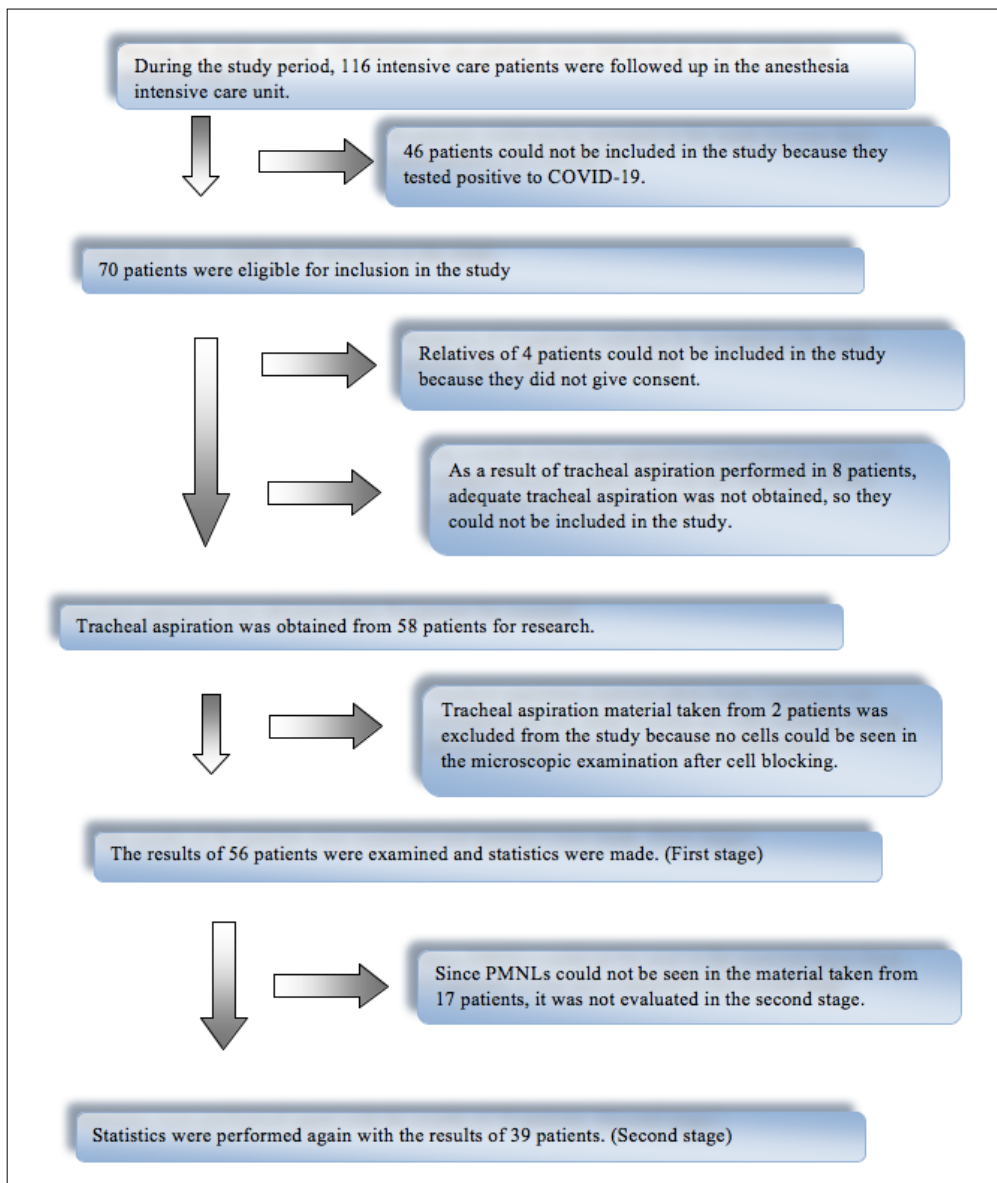 During the study period, 116 intensive care patients were followed up in the anesthesia
intensive care unit.
46 patients could not be included in the study because they
tested positive to COVID-19.
70 patients were eligible for inclusion in the study
Relatives of 4 patients could not be included in the study
because they did not give consent.
As a result of tracheal aspiration performed in 8 patients,
adequate tracheal aspiration was not obtained, so they
could not be included in the study.
Tracheal aspiration was obtained from 58 patients for research.
Tracheal aspiration material taken from 2 patients was
excluded from the study because no cells could be seen in
the microscopic examination after cell blocking.
The results of 56 patients were examined and statistics were made. (First stage)
Since PMNLs could not be seen in the material taken from
17 patients, it was not evaluated in the second stage.
Statistics were performed again with the results of 39 patients. (Second stage)